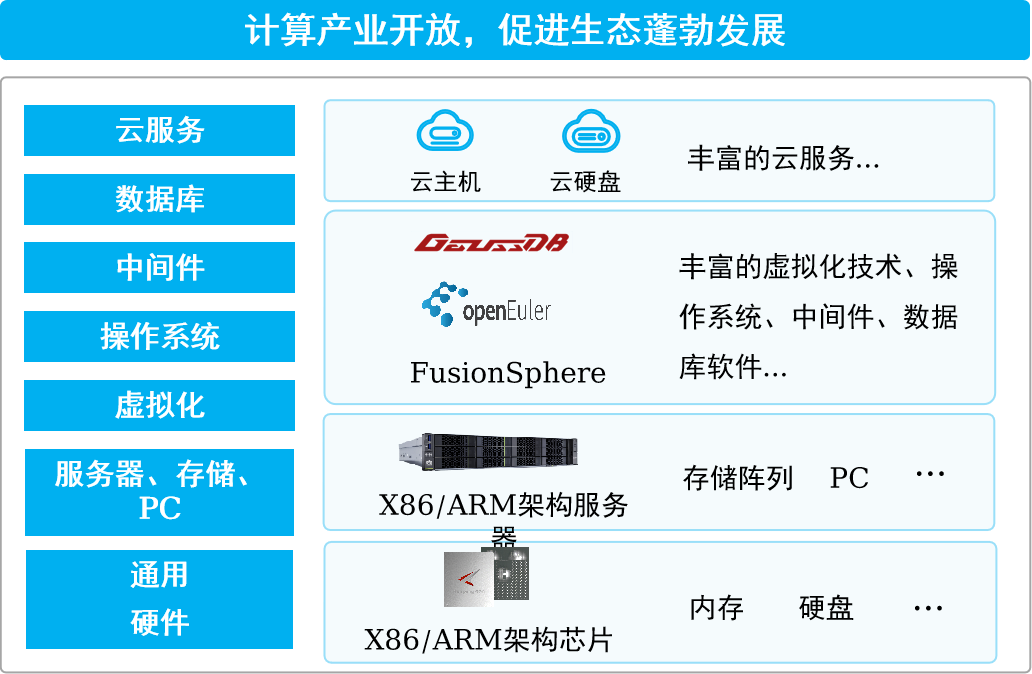 计算产业开放，促进生态蓬勃发展
云服务
数据库
中间件
操作系统
虚拟化
服务器、存储、
PC
通用
硬件
云主机
云硬盘
丰富的云服务...
GaussDB
openEuler
FusionSphere
丰富的虚拟化技术、操
作系统、中间件、数据
库软件...
X86/ARM架构服务
器
存储阵列 PC ...
X86/ARM架构芯片
内存 硬盘 ...